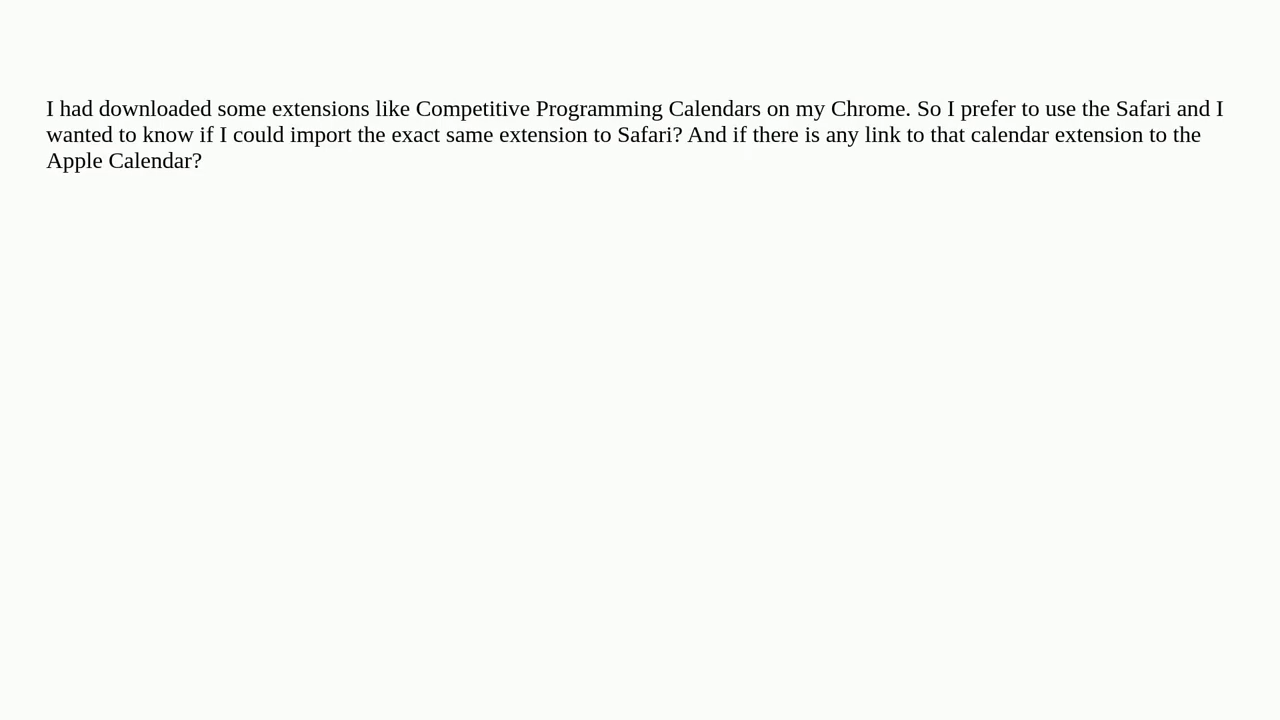 I had downloaded some extensions like Competitive Programming Calendars on my Chrome. So I prefer to use the Safari and I
wanted to know if I could import the exact same extension to Safari? And if there is any link to that calendar extension to the
Apple Calendar?